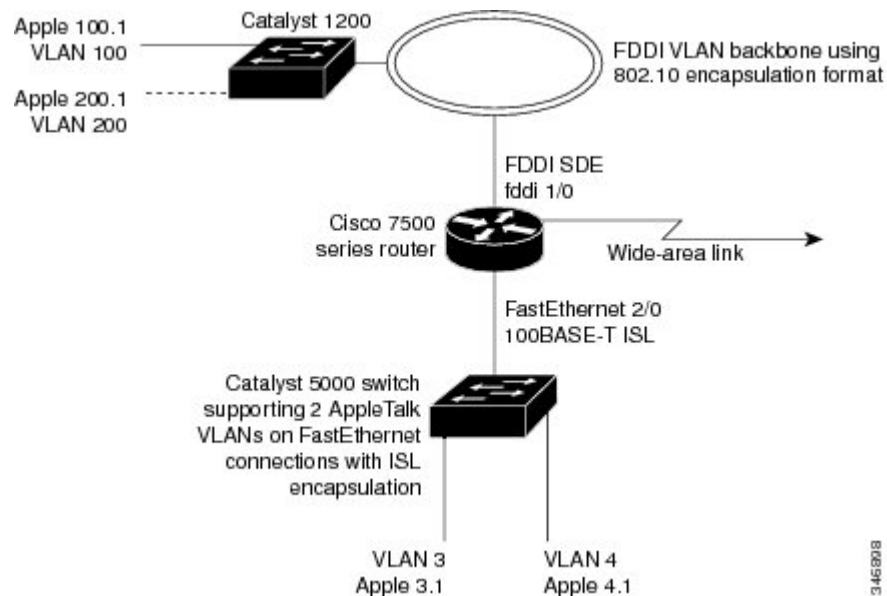 Catalyst 1200
Apple 100.1
VLAN 100
Apple 200.1
VLAN 200
FDDI VLAN backbone using
802.10 encapsulation format
FDDI SDE
fddi 1/0
Cisco 7500
series router
Wide-area link
FastEthernet 2/0
100BASE-T ISL
Catalyst 5000 switch
supporting 2 AppleTalk
VLANs on FastEthernet
connections with ISL
encapsulation
VLAN 3
Apple 3.1
VLAN 4
Apple 4.1
346898